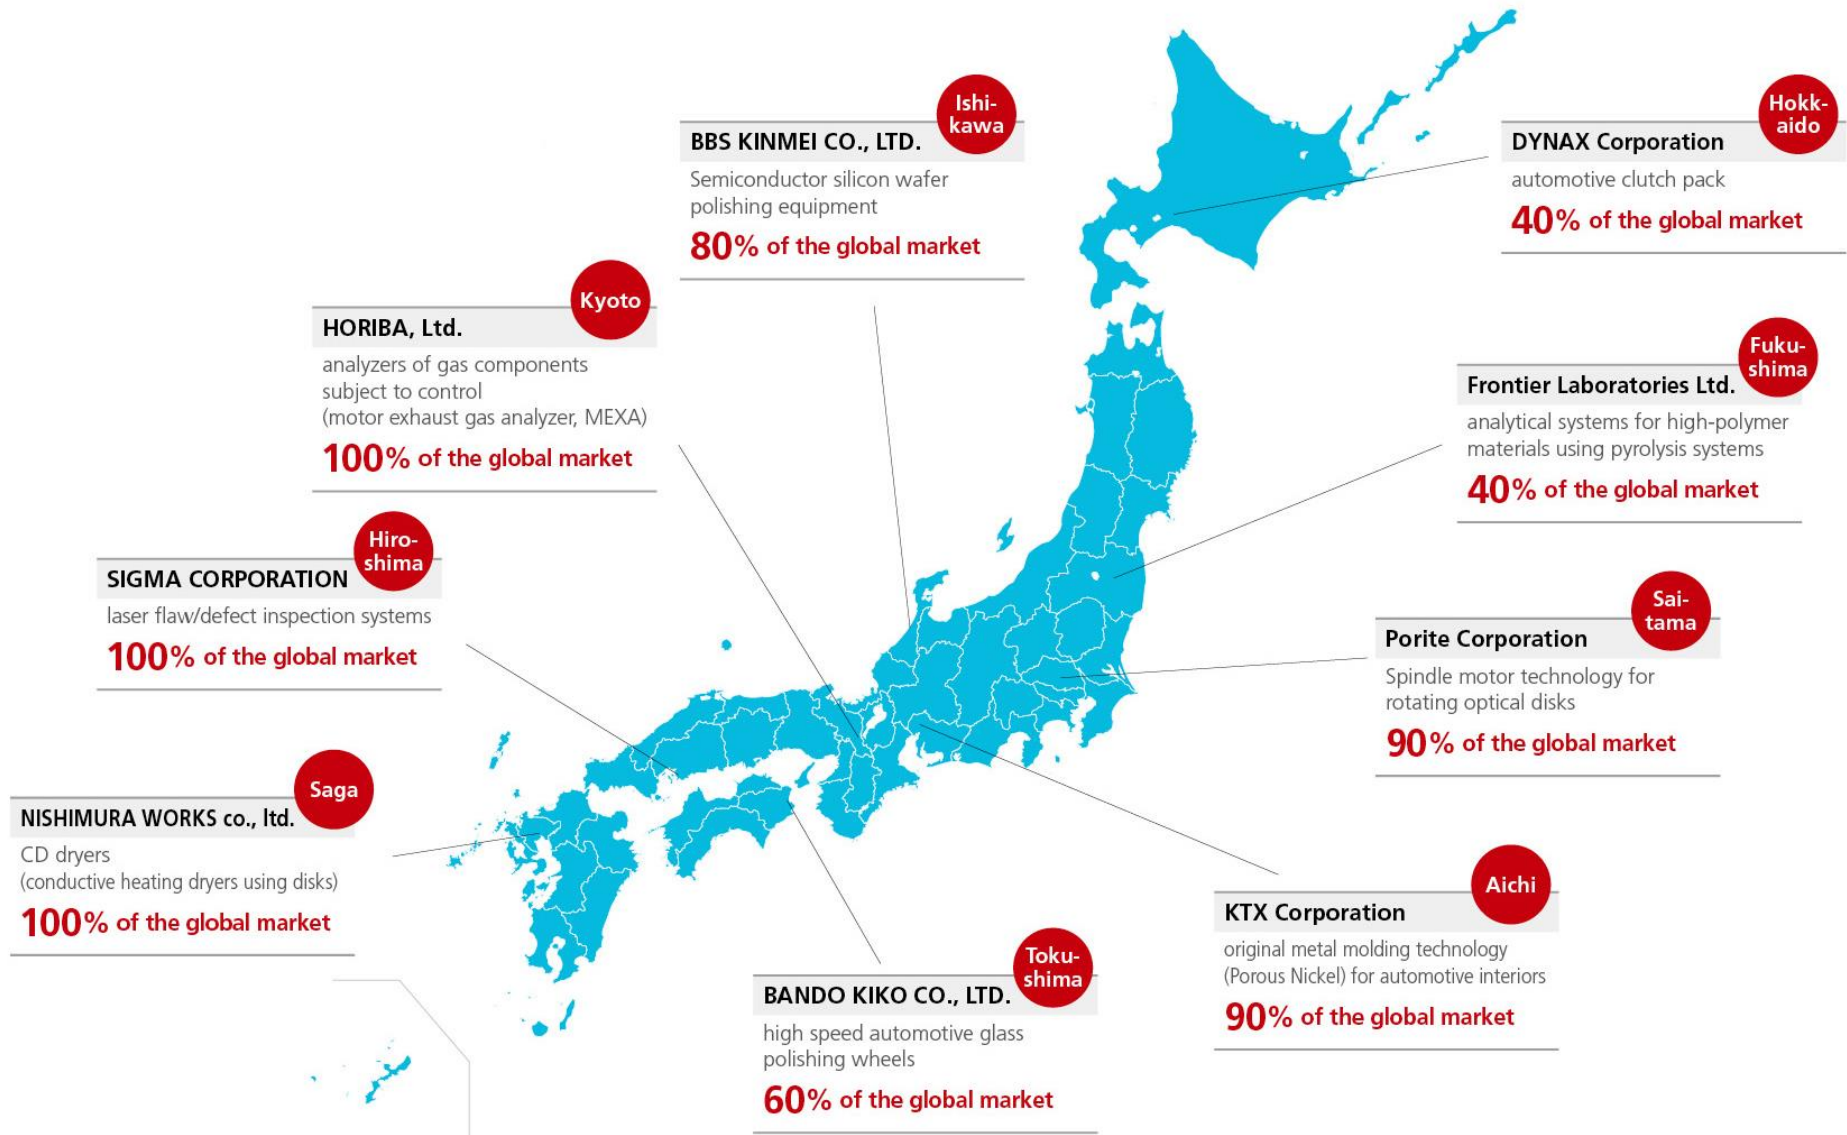 Ishi-
kawa
BBS KINMEI CO., LTD.
Semiconductor silicon wafer
polishing equipment
80% of the global market
Hokk-
aido
DYNAX Corporation
automotive clutch pack
40% of the global market
Kyoto
HORIBA, Ltd.
analyzers of gas components
subject to control
(motor exhaust gas analyzer, MEXA)
100% of the global market
Fuku-
shima
Frontier Laboratories Ltd.
analytical systems for high-polymer
materials using pyrolysis systems
40% of the global market
Hiro-
shima
SIGMA CORPORATION
laser flaw/defect inspection systems
100% of the global market
Sai-
tama
Porite Corporation
Spindle motor technology for
rotating optical disks
90% of the global market
Saga
NISHIMURA WORKS co., ltd.
CD dryers
(conductive heating dryers using disks)
100% of the global market
Aichi
KTX Corporation
original metal molding technology
(Porous Nickel) for automotive interiors
90% of the global market
Toku-
shima
BANDO KIKO CO., LTD.
high speed automotive glass
polishing wheels
60% of the global market